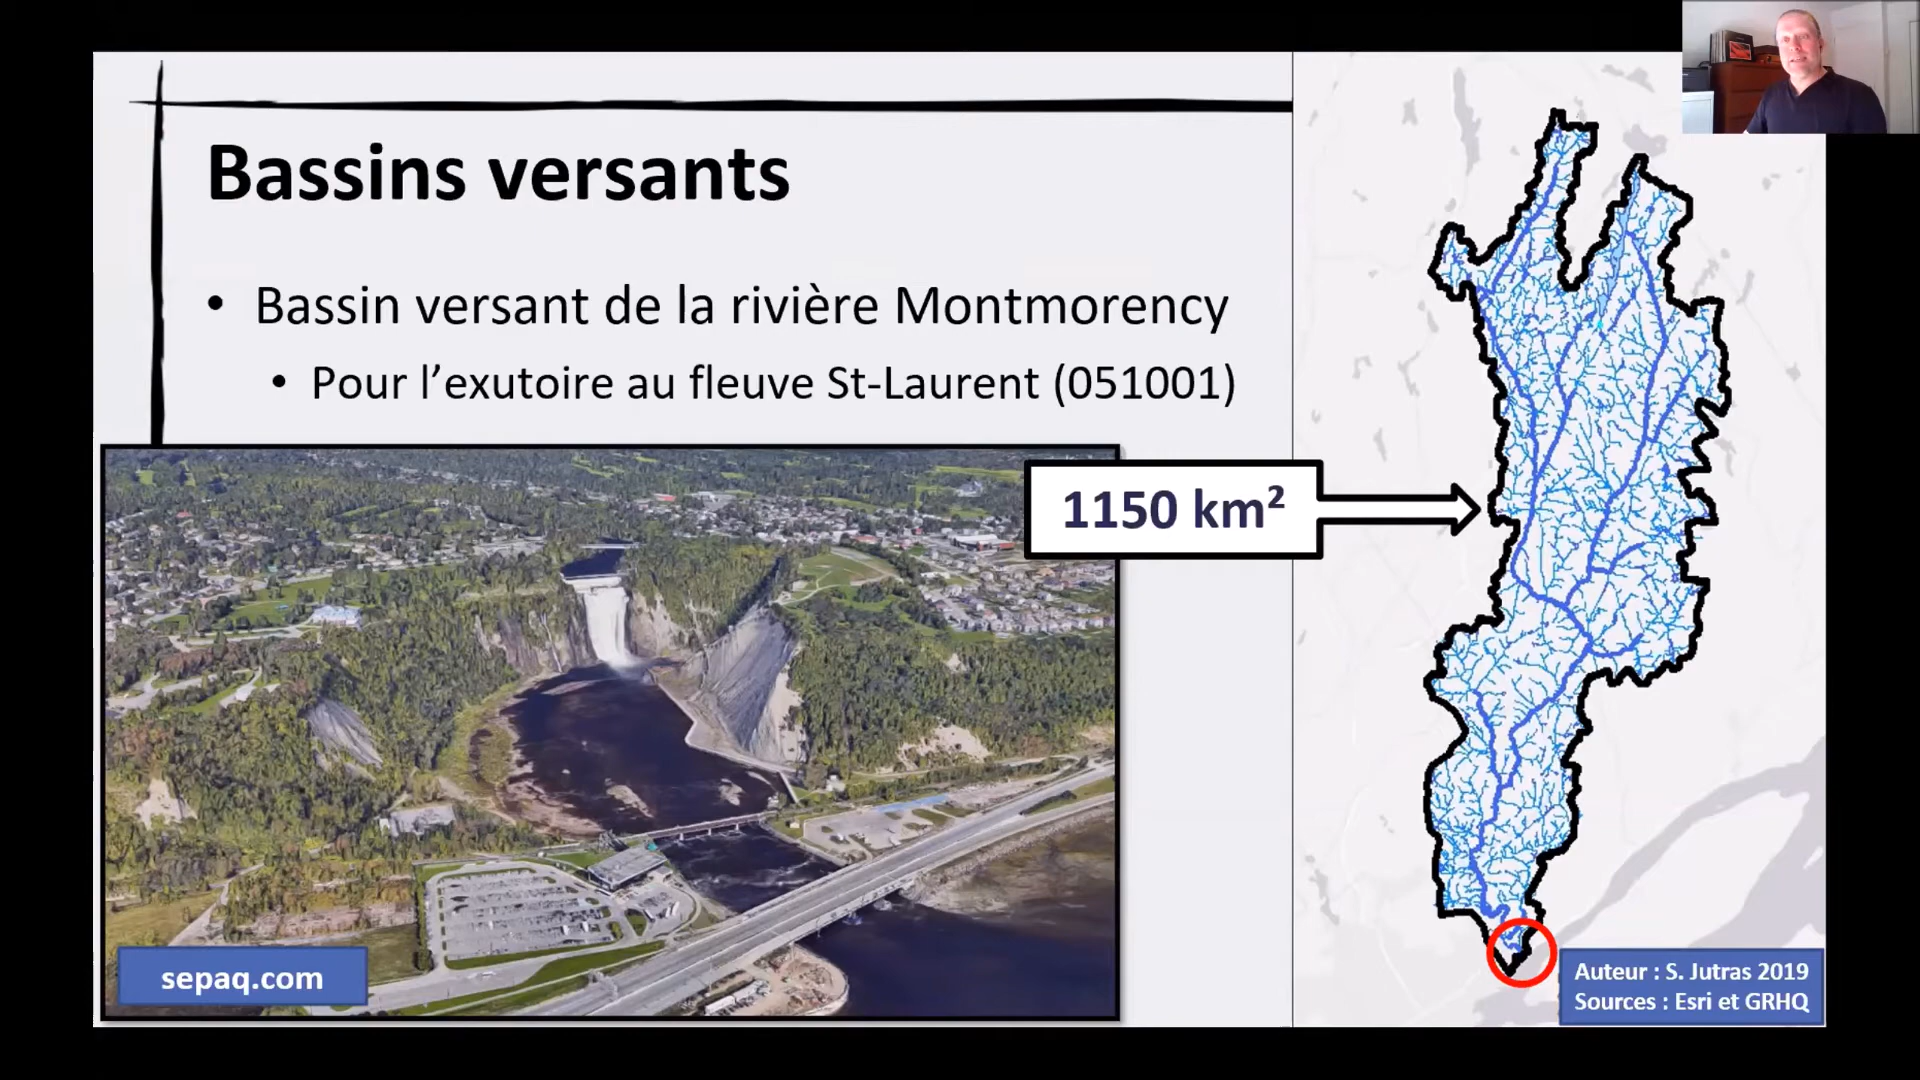 Bassins versants
• Bassin versant de la rivière Montmorency
• Pour l’exutoire au fleuve St-Laurent (051001)
1150 km²
sepaq.com
Auteur : S. Jutras 2019
Sources : Esri et GRHQ